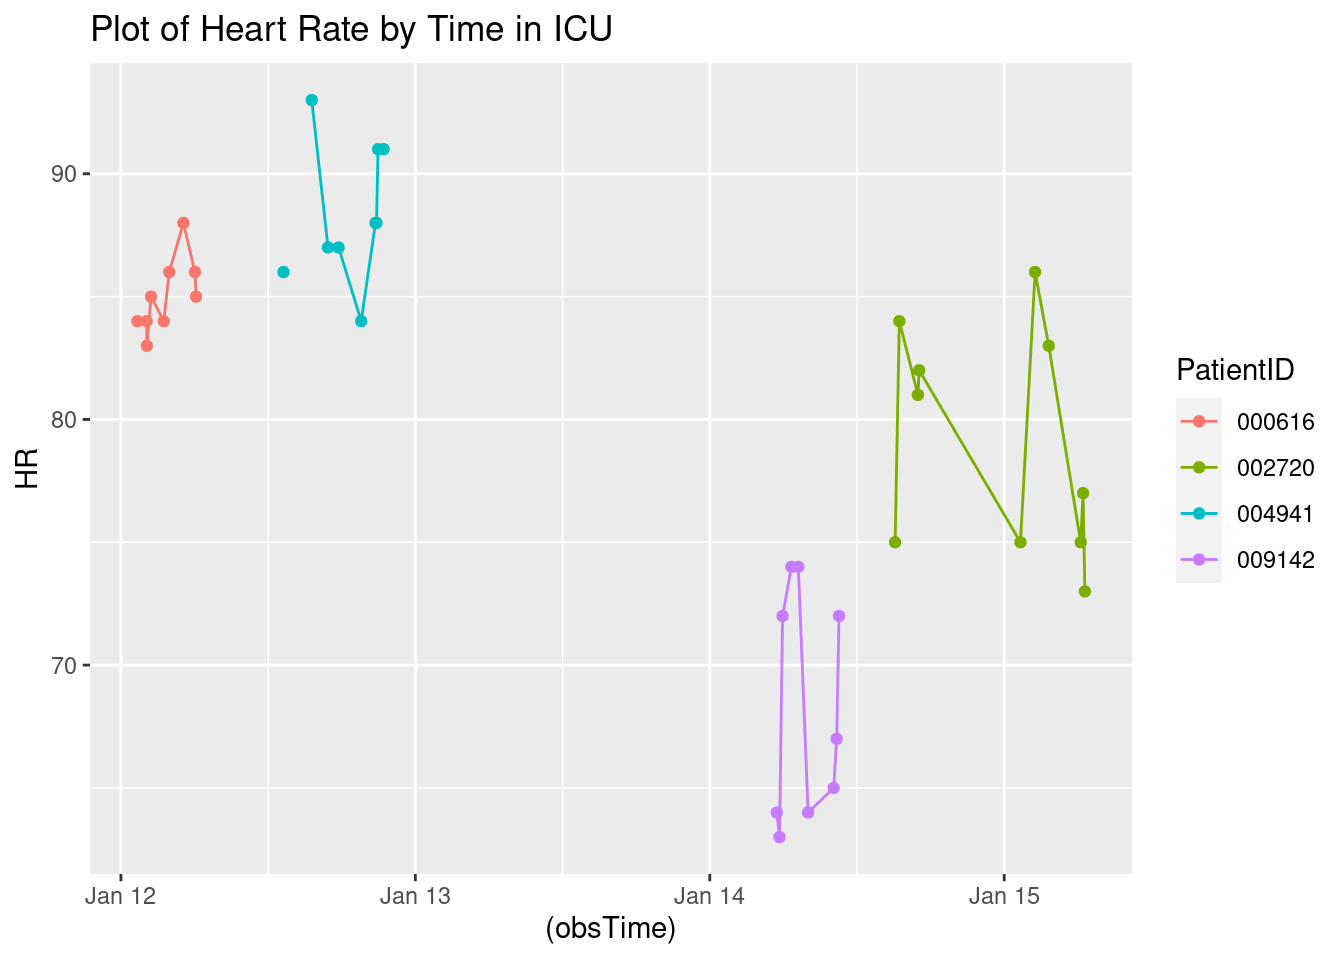 Plot of Heart Rate by Time in ICU
90
80
70
HR
Jan 12
Jan 13
Jan 14
Jan 15
(obsTime)
PatientID
000616
002720
004941
009142